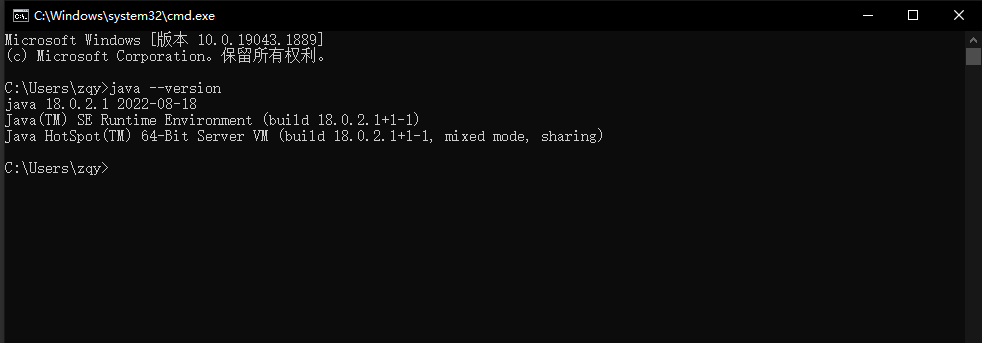 C:\Windows\system32\cmd.exe
Microsoft Windows [版本 10.0.19043.1889]
(c) Microsoft Corporation。保留所有权利。
C:\Users\zqy>java --version
java 18.0.2.1 2022-08-18
Java(TM) SE Runtime Environment (build 18.0.2.1+1-1)
Java HotSpot(TM) 64-Bit Server VM (build 18.0.2.1+1-1, mixed mode, sharing)
C:\Users\zqy>